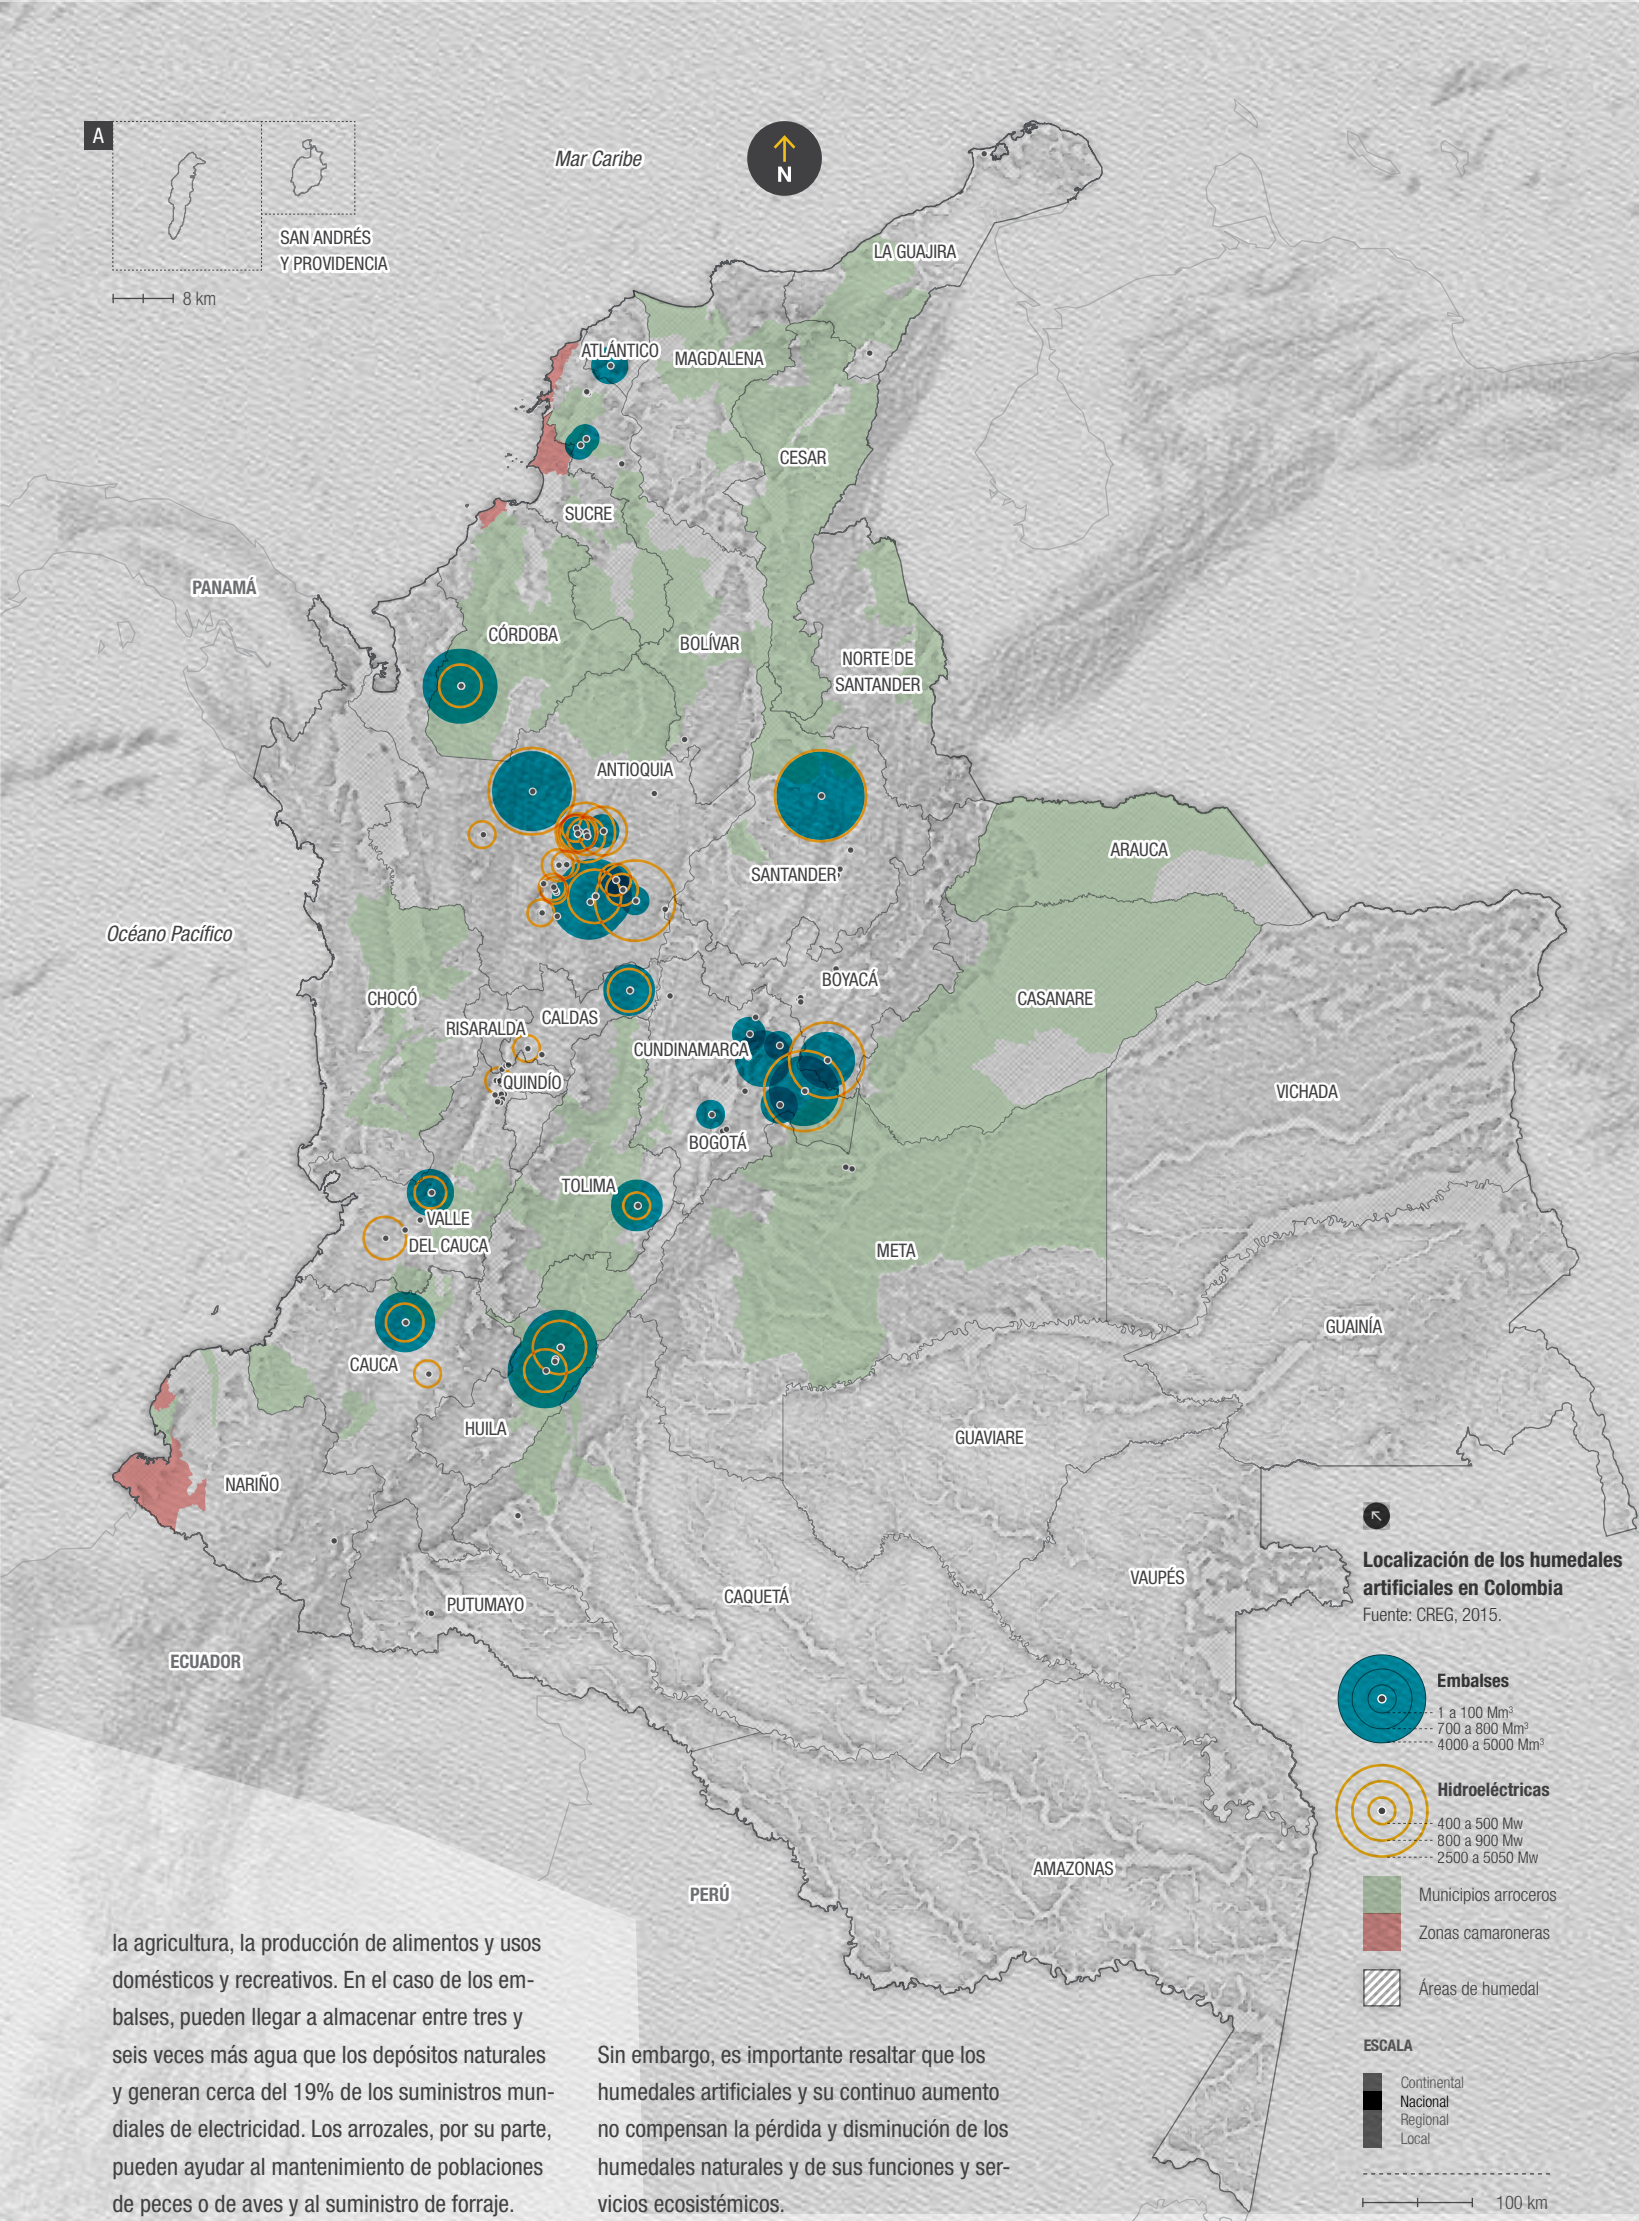 A
Mar Caribe
N
SAN ANDRÉS
Y PROVIDENCIA
8 km
LA GUAJIRA
ATLÁNTICO
MAGDALENA
CESAR
SUCRE
PANAMÁ
CÓRDOBA
BOLÍVAR
NORTE DE
SANTANDER
ANTIOQUIA
ARAUCA
SANTANDER
Océano Pacífico
BOYACÁ
CHOCÓ
CASANARE
CALDAS
RISARALDA
CUNDINAMARCA
QUINDÍO
VICHADA
BOGOTÁ
TOLIMA
VALLE
DEL CAUCA
META
GUAINÍA
CAUCA
HUILA
GUAVIARE
NARIÑO
VAUPÉS
CAQUETÁ
PUTUMAYO
ECUADOR
AMAZONAS
PERÚ
Localización de los humedales
artificiales en Colombia
Fuente: CREG, 2015.
Embalses
1 a 100 Mm³
700 a 800 Mm³
4000 a 5000 Mm³
Hidroeléctricas
400 a 500 Mw
800 a 900 Mw
2500 a 5050 Mw
Municipios arroceros
Zonas camaroneras
Áreas de humedal
ESCALA
Continental
Nacional
Regional
Local
100 km
la agricultura, la producción de alimentos y usos
domésticos y recreativos. En el caso de los em-
balses, pueden llegar a almacenar entre tres y
seis veces más agua que los depósitos naturales
y generan cerca del 19% de los suministros mun-
diales de electricidad. Los arrozales, por su parte,
pueden ayudar al mantenimiento de poblaciones
de peces o de aves y al suministro de forraje.
Sin embargo, es importante resaltar que los
humedales artificiales y su continuo aumento
no compensan la pérdida y disminución de los
humedales naturales y de sus funciones y ser-
vicios ecosistémicos.